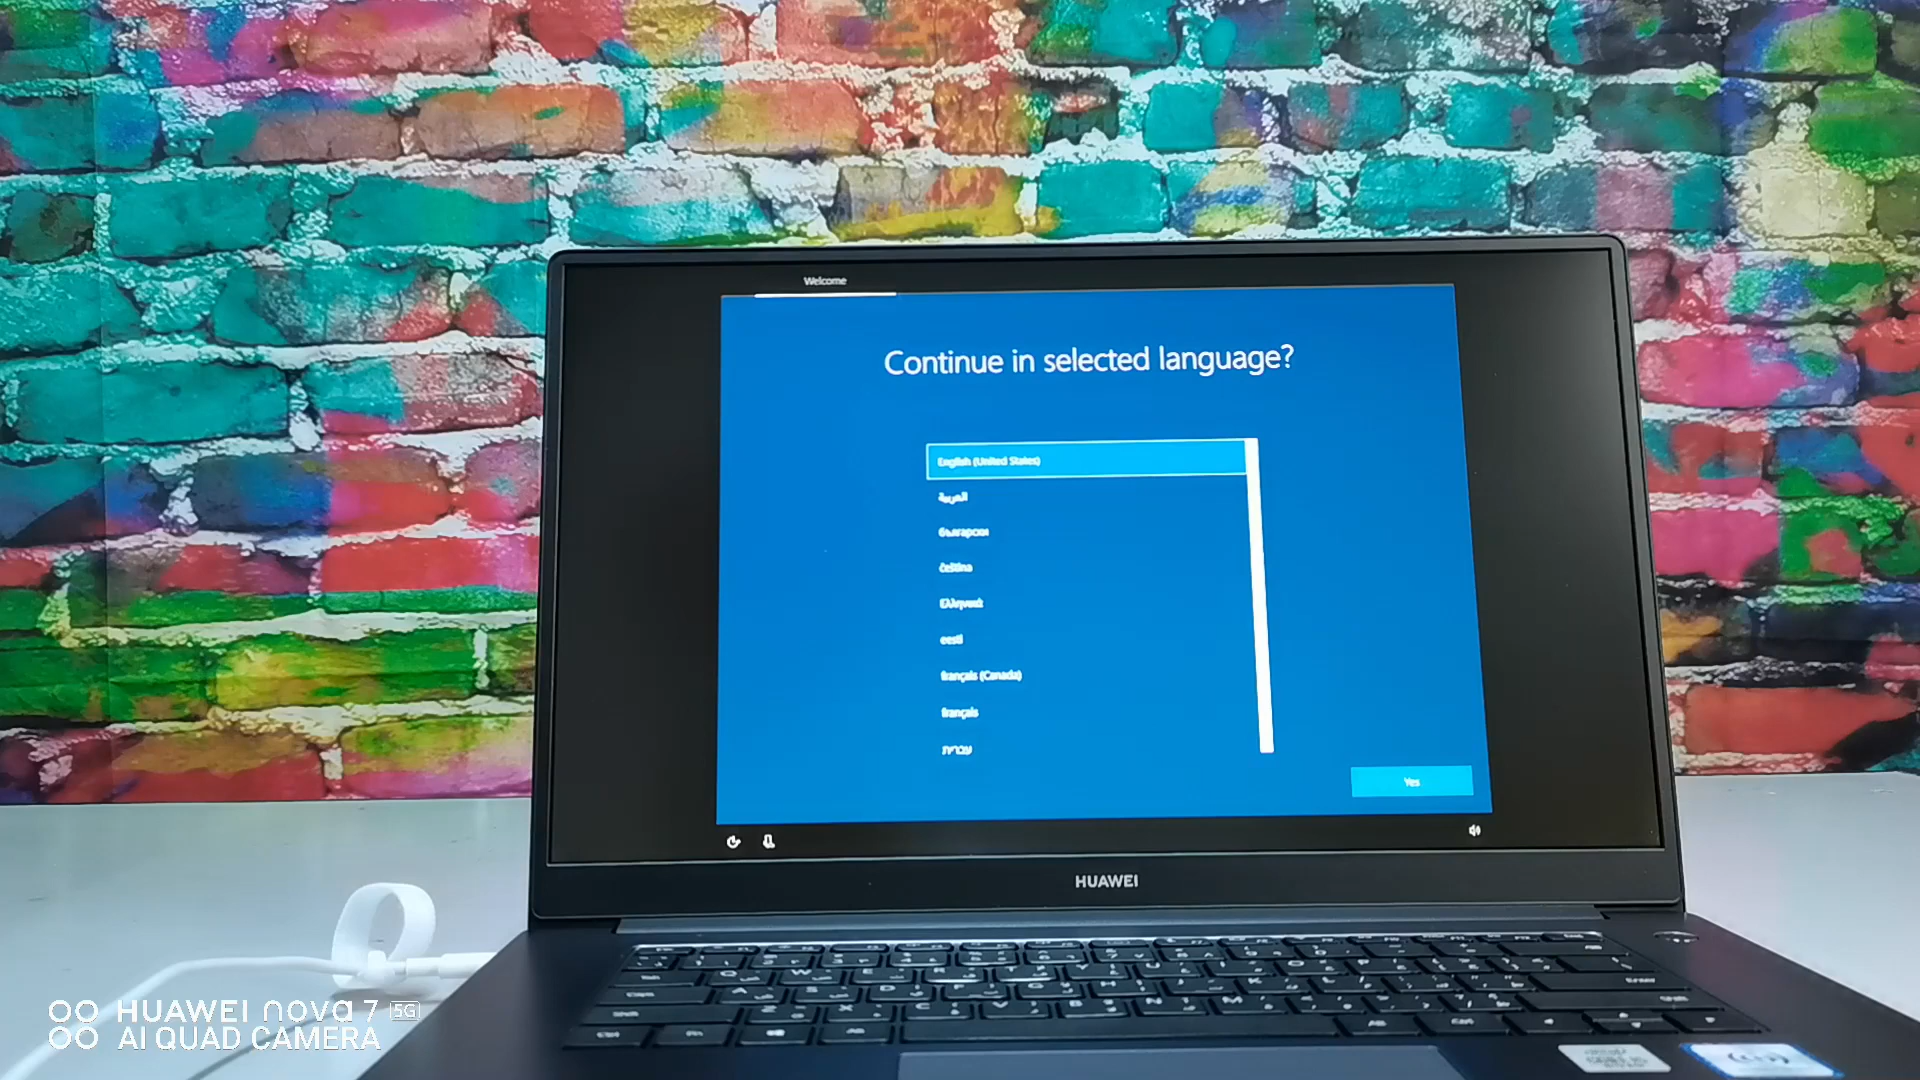 Welcome
Continue in selected language?
English (United States)
العربية
български
čeština
Ελληνικά
eesti
français (Canada)
français
עברית
Yes
HUAWEI
HUAWEI nova 7 5G
AI QUAD CAMERA